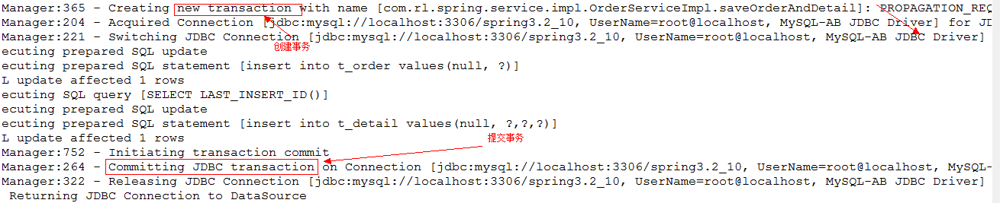 Manager:365 - Creating new transaction with name [com.rl.spring.service.impl.OrderServiceImpl.saveOrderAndDetail]: PROPAGATION_REQ
Manager:204 - Acquired Connection [jdbc:mysql://localhost:3306/spring3.2_10, UserName=root@localhost, MySQL-AB JDBC Driver] for JD
Manager:221 - Switching JDBC Connection [jdbc:mysql://localhost:3306/spring3.2_10, UserName=root@localhost, MySQL-AB JDBC Driver]
创建事务
ecuting prepared SQL update
ecuting prepared SQL statement [insert into t_order values(null, ?)]
L update affected 1 rows
ecuting SQL query [SELECT LAST_INSERT_ID()]
ecuting prepared SQL update
ecuting prepared SQL statement [insert into t_detail values(null, ?,?,?)]
L update affected 1 rows
提交事务
Manager:752 - Initiating transaction commit
Manager:264 - Committing JDBC transaction on Connection [jdbc:mysql://localhost:3306/spring3.2_10, UserName=root@localhost, MySQL-
Manager:322 - Releasing JDBC Connection [jdbc:mysql://localhost:3306/spring3.2_10, UserName=root@localhost, MySQL-AB JDBC Driver]
Returning JDBC Connection to DataSource